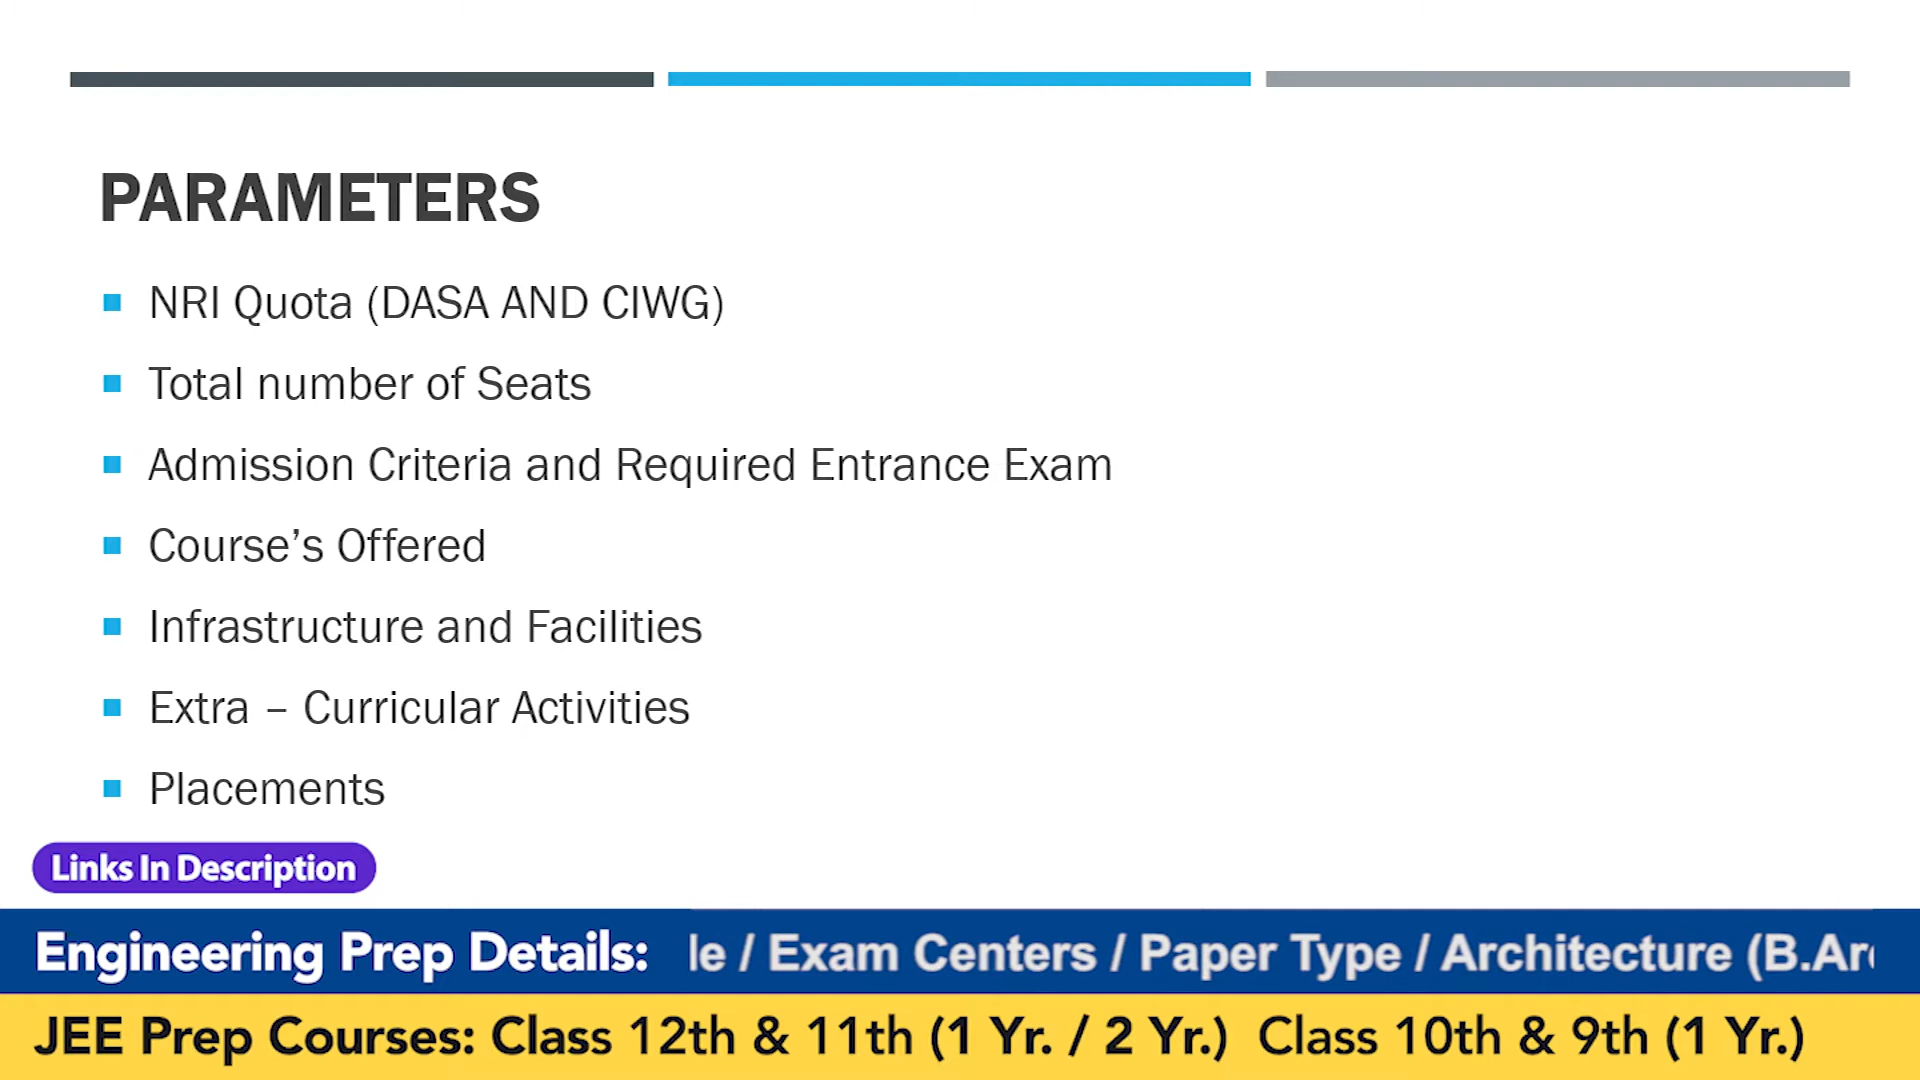 PARAMETERS
NRI Quota (DASA AND CIWG)
Total number of Seats
Admission Criteria and Required Entrance Exam
Course’s Offered
Infrastructure and Facilities
Extra – Curricular Activities
Placements
Links In Description
Engineering Prep Details: / Exam Centers / Paper Type / Architecture
JEE Prep Courses: Class 12th & 11th (1 Yr. / 2 Yr.) Class 10th & 9th (1 Yr.)